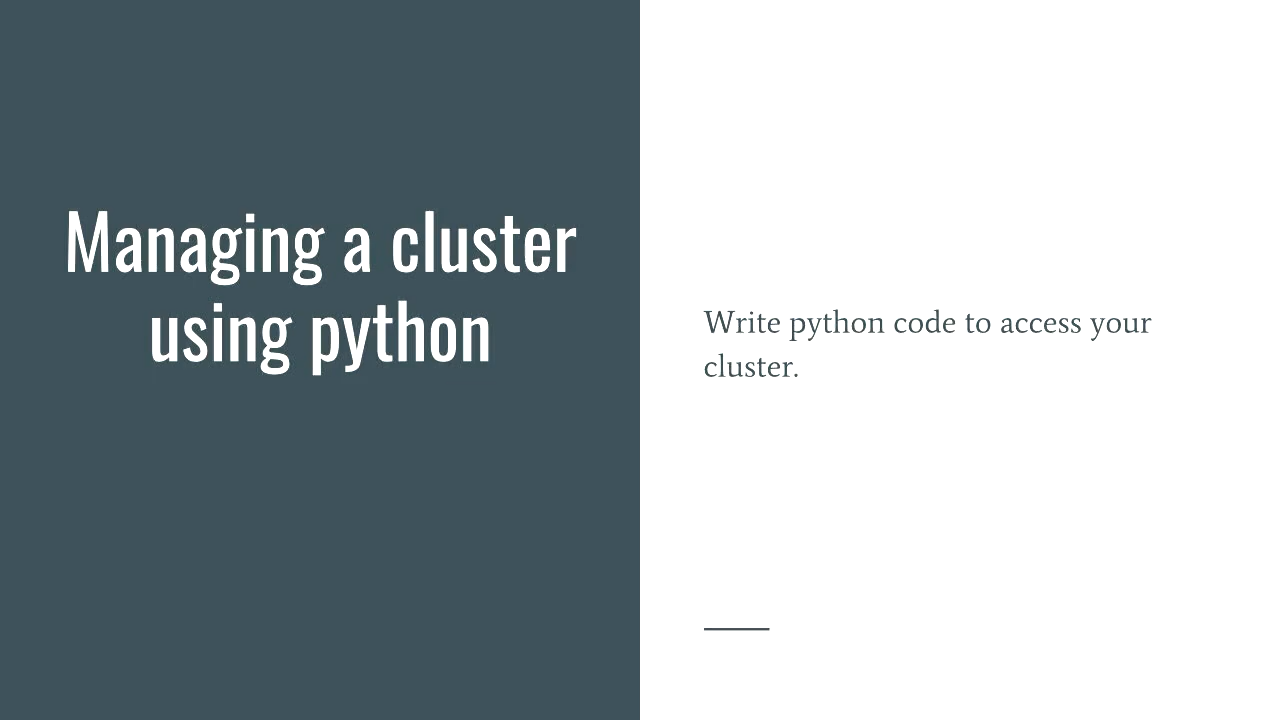 Managing a cluster
using python
Write python code to access your
cluster.